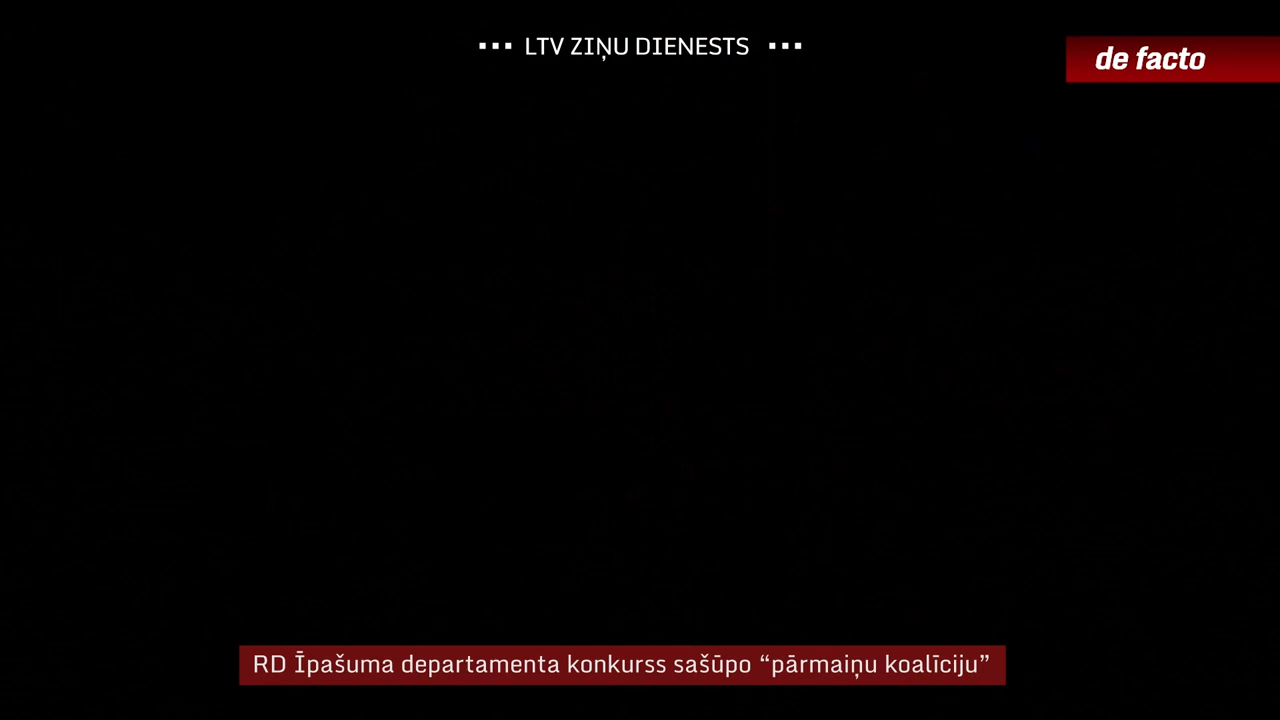 LTV ZIŅU DIENESTS
de facto
RD Īpašuma departamenta konkurss sašūpo “pārmaiņu koalīciju”